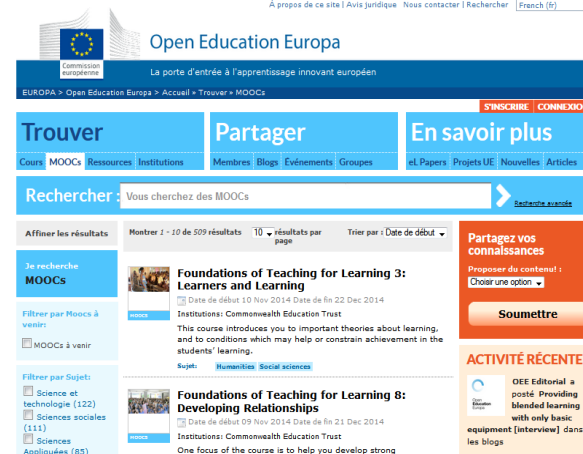 À propos de ce site | Avis juridique Nous contacter | Rechercher French (fr)
Commission
européenne
Open Education Europa
La porte d'entrée à l'apprentissage innovant européen
EUROPA > Open Education Europa > Accueil » Trouver » MOOCs
S'INSCRIRE CONNEXIO
Trouver
Cours MOOCs Ressources Institutions
Partager
Membres Blogs Événements Groupes
En savoir plus
eL Papers Projets UE Nouvelles Articles
Rechercher : Vous cherchez des MOOCs
Recherche avancée
Affiner les résultats
Je recherche
MOOCs
Filtrer par Moocs à
venir:
MOOCs à venir
Filtrer par Sujet:
Science et
technologie (122)
Sciences sociales
(111)
Sciences
Appliquées (85)
Montrer 1 - 10 de 509 résultats 10 résultats par
page
Trier par : Date de début
MOOCS
Foundations of Teaching for Learning 3:
Learners and Learning
Date de début 10 Nov 2014 Date de fin 22 Dec 2014
Institutions: Commonwealth Education Trust
This course introduces you to important theories about learning,
and to conditions which may help or constrain achievement in the
students' learning.
Sujet: Humanities Social sciences
MOOCS
Foundations of Teaching for Learning 8:
Developing Relationships
Date de début 09 Nov 2014 Date de fin 21 Dec 2014
Institutions: Commonwealth Education Trust
One focus of the course is to help you develop strong
Partagez vos
connaissances
Proposer du contenu! :
Choisir une option
Soumettre
ACTIVITÉ RÉCENTE
Open
Education
Europa
OEE Editorial a
posté Providing
blended learning
with only basic
equipment [interview] dans
les blogs